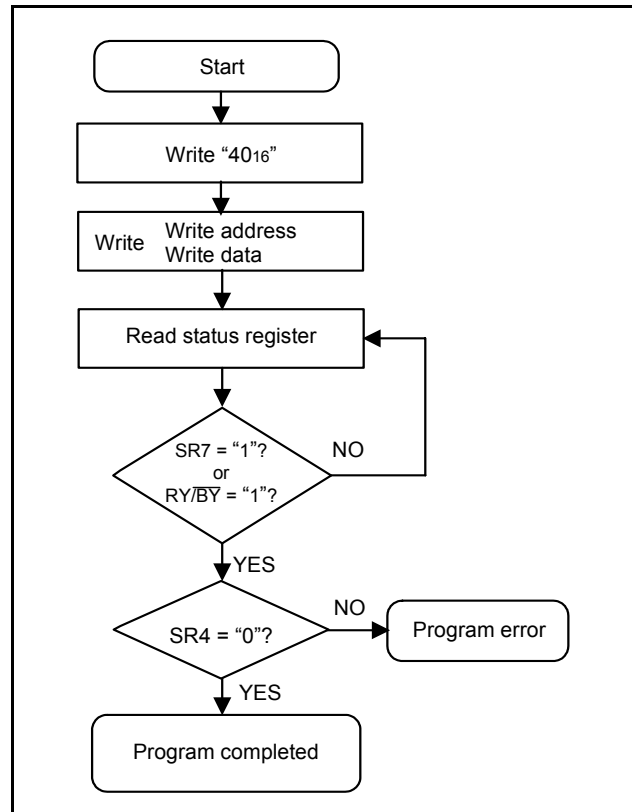 Start
Write “40₁₆”
Write
Write address
Write data
Read status register
SR7 = “1”?
or
RY/B̅Y̅ = “1”?
NO
YES
SR4 = “0”?
NO
Program error
YES
Program completed